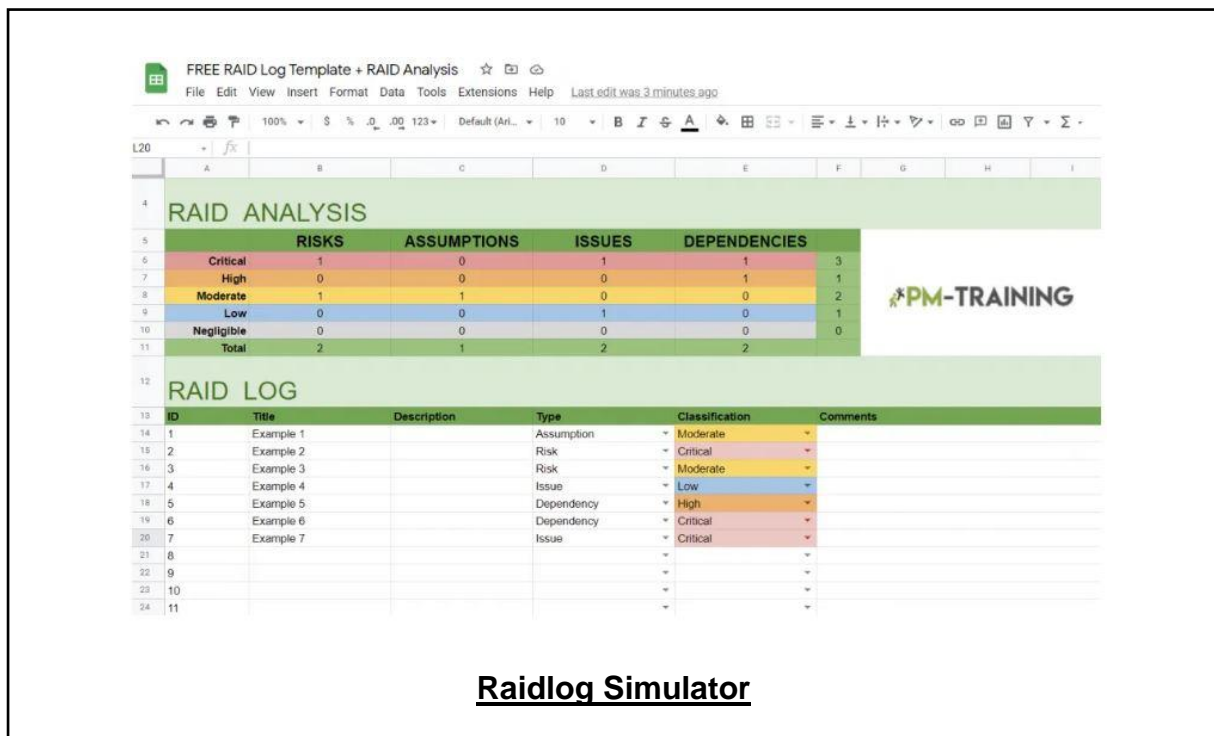 FREE RAID Log Template + RAID Analysis
File Edit View Insert Format Data Tools Extensions Help Last edit was 3 minutes ago
100% $ % .0 .00 123 Default (Ari... 10 B I S A
L20 fx
A B C D E F G H I
4 RAID ANALYSIS
5 RISKS ASSUMPTIONS ISSUES DEPENDENCIES
6 Critical 1 0 1 1 3
7 High 0 0 0 1 1
8 Moderate 1 1 0 0 2
PM-TRAINING
9 Low 0 0 1 0 1
10 Negligible 0 0 0 0 0
11 Total 2 1 2 2
12 RAID LOG
13 ID Title Description Type Classification Comments
14 1 Example 1 Assumption Moderate
15 2 Example 2 Risk Critical
16 3 Example 3 Risk Moderate
17 4 Example 4 Issue Low
18 5 Example 5 Dependency High
19 6 Example 6 Dependency Critical
20 7 Example 7 Issue Critical
21 8
22 9
23 10
24 11
Raidlog Simulator